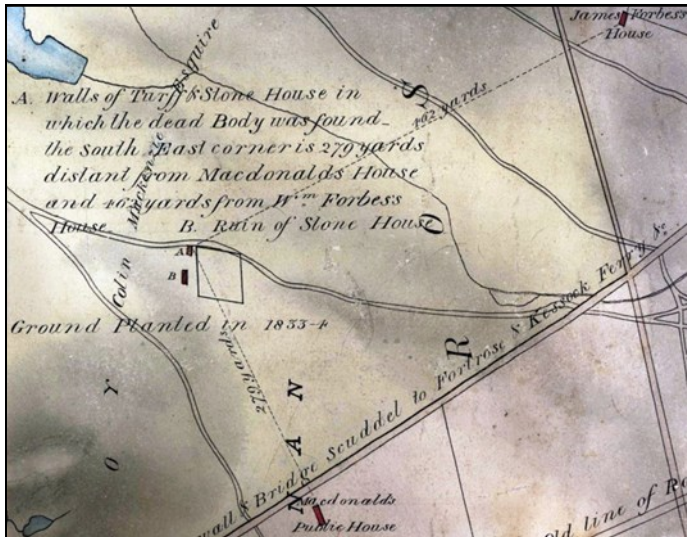 James Forbess
House
Esquire
Mackenzie
Colin
A. Walls of Turff & Stone House in
which the dead Body was found
the South East corner is 279 yards
distant from Macdonalds House
and 462 yards from Wm Forbess
House. B. Ruin of Stone House
462 yards
S
O
R
A
B
Ground Planted in 1833-4
279 yards
Y
O
N
A
N
wall & Bridge Scuddel to Fortrose & Kessock Ferry &c
Macdonalds
Public House
Old line of